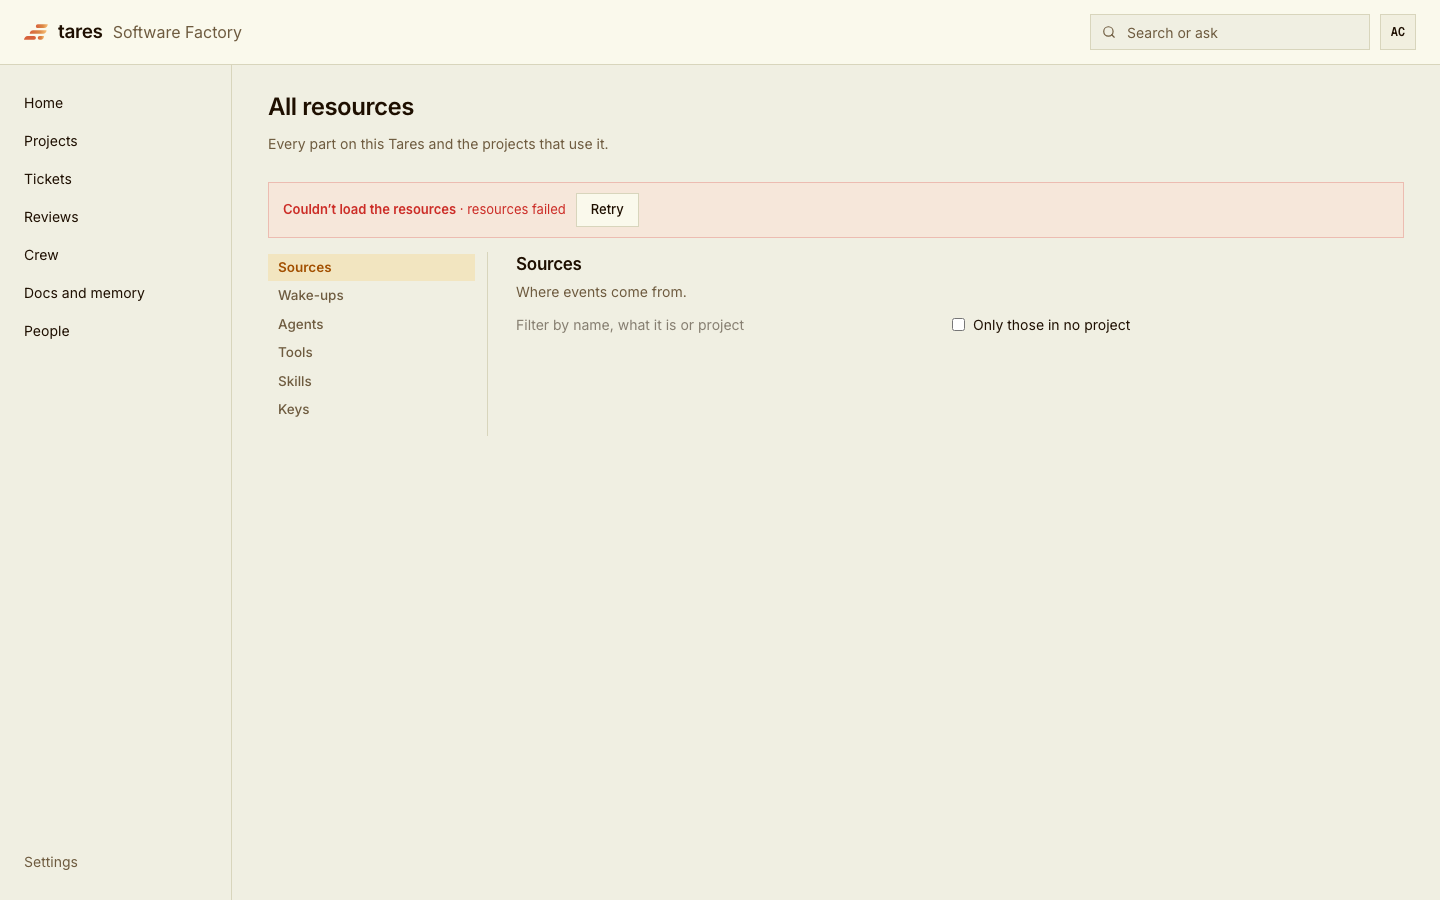 tares Software Factory
Search or ask
AC
Home
Projects
Tickets
Reviews
Crew
Docs and memory
People
Settings
All resources
Every part on this Tares and the projects that use it.
Couldn’t load the resources · resources failed
Retry
Sources
Wake-ups
Agents
Tools
Skills
Keys
Sources
Where events come from.
Filter by name, what it is or project
Only those in no project